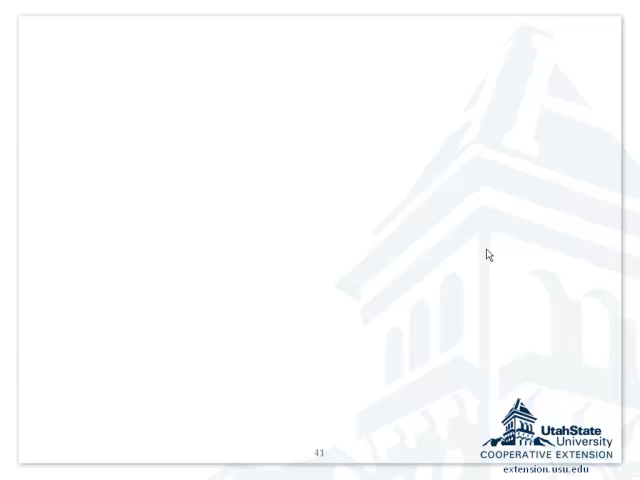 41
UtahState
University
COOPERATIVE EXTENSION
extension.usu.edu